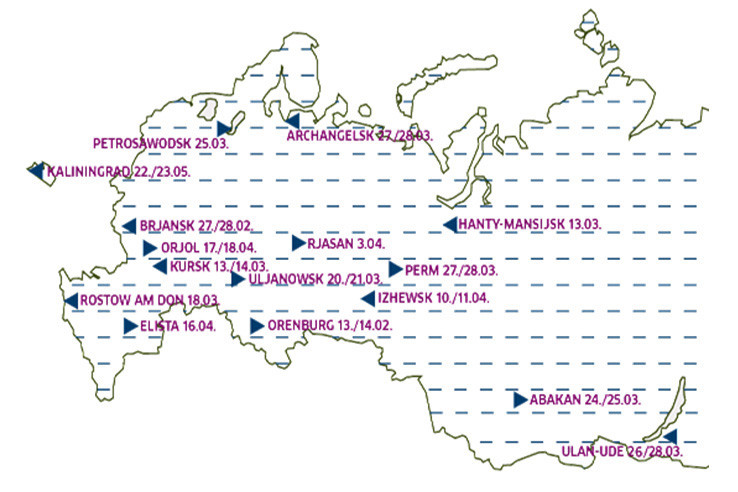 ARCHANGELSK 27./28.03.
PETROSAWODSK 25.03.
KALININGRAD 22./23.05.
BRJANSK 27./28.02.
HANTY-MANSIJSK 13.03.
ORJOL 17./18.04.
RJASAN 3.04.
KURSK 13./14.03.
PERM 27./28.03.
ULJANOWSK 20./21.03.
ROSTOW AM DON 18.03.
IZHEWSK 10./11.04.
ELISTA 16.04.
ORENBURG 13./14.02.
ABAKAN 24./25.03.
ULAN-UDE 26/28.03.